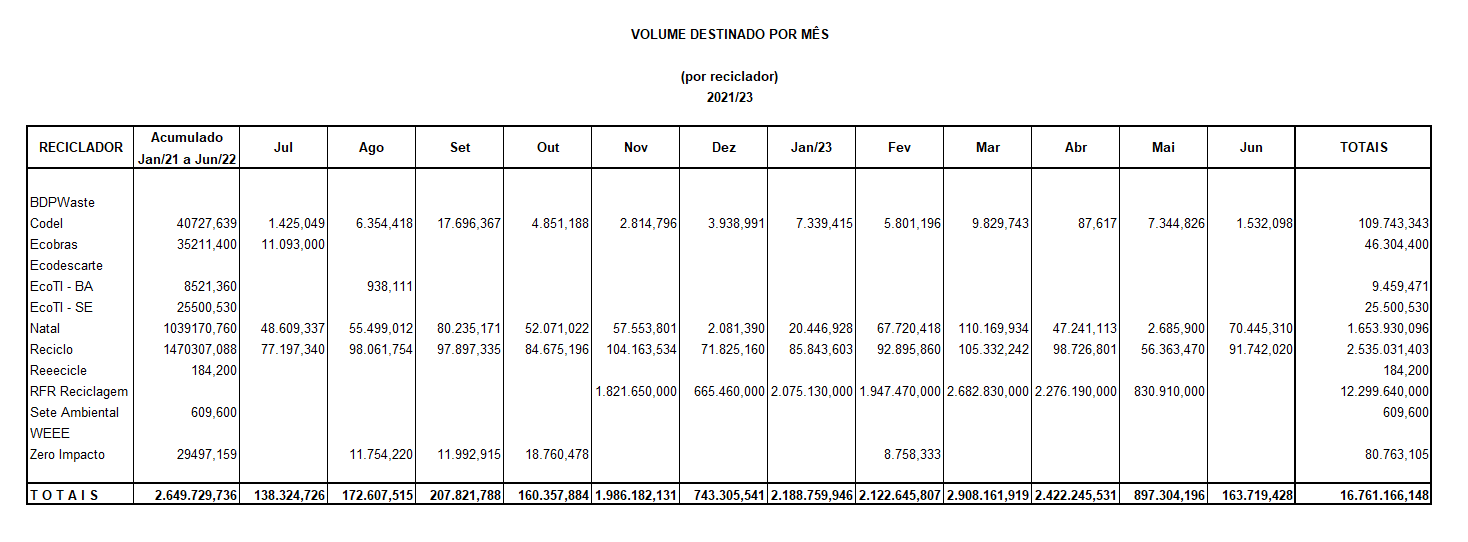 VOLUME DESTINADO POR MÊS
(por reciclador)
2021/23
RECICLADOR Acumulado Jan/21 a Jun/22 Jul Ago Set Out Nov Dez Jan/23 Fev Mar Abr Mai Jun TOTAIS
BDPWaste
Codel 40727,639 1.425,049 6.354,418 17.696,367 4.851,188 2.814,796 3.938,991 7.339,415 5.801,196 9.829,743 87,617 7.344,826 1.532,098 109.743,343
Ecobras 35211,400 11.093,000 46.304,400
Ecodescarte
EcoTI - BA 8521,360 938,111 9.459,471
EcoTI - SE 25500,530 25.500,530
Natal 1039170,760 48.609,337 55.499,012 80.235,171 52.071,022 57.553,801 2.081,390 20.446,928 67.720,418 110.169,934 47.241,113 2.685,900 70.445,310 1.653.930,096
Reciclo 1470307,088 77.197,340 98.061,754 97.897,335 84.675,196 104.163,534 71.825,160 85.843,603 92.895,860 105.332,242 98.726,801 56.363,470 91.742,020 2.535.031,403
Reeecicle 184,200 184,200
RFR Reciclagem 1.821.650,000 665.460,000 2.075.130,000 1.947.470,000 2.682.830,000 2.276.190,000 830.910,000 12.299.640,000
Sete Ambiental 609,600 609,600
WEEE
Zero Impacto 29497,159 11.754,220 11.992,915 18.760,478 8.758,333 80.763,105
T O T A I S 2.649.729,736 138.324,726 172.607,515 207.821,788 160.357,884 1.986.182,131 743.305,541 2.188.759,946 2.122.645,807 2.908.161,919 2.422.245,531 897.304,196 163.719,428 16.761.166,148